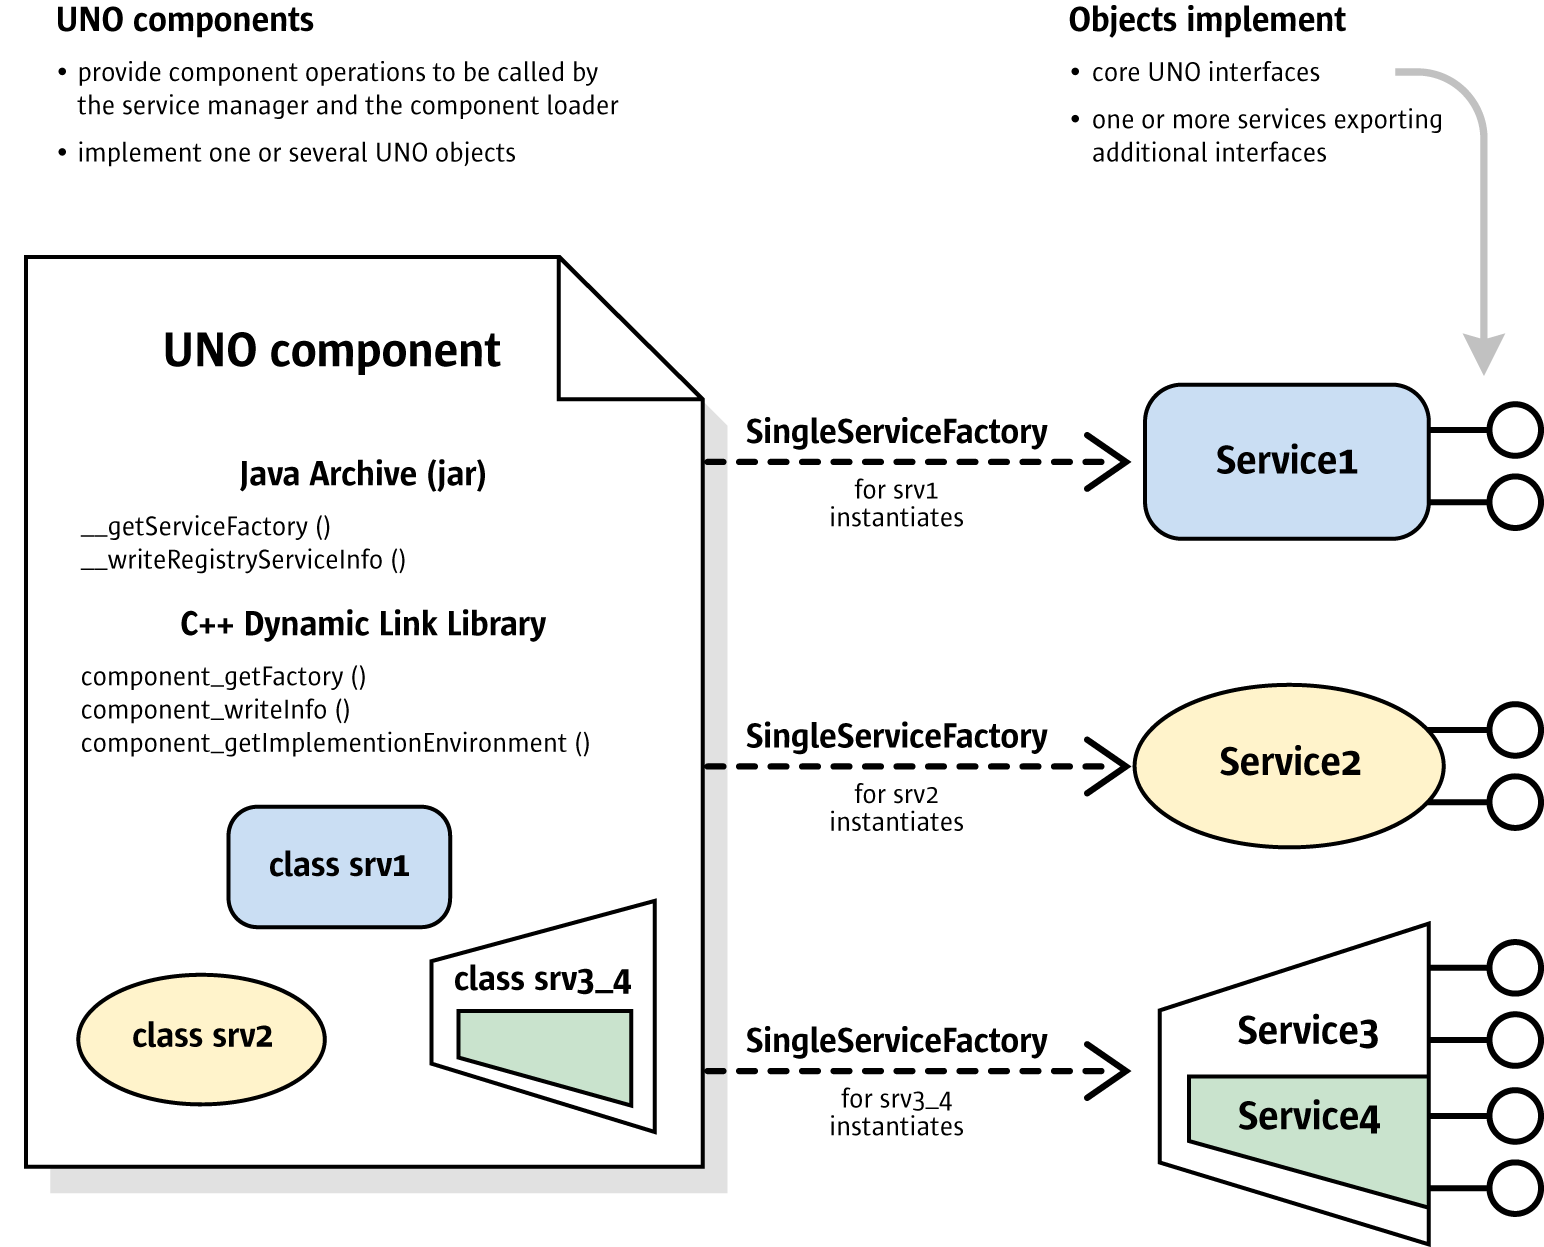 UNO components
• provide component operations to be called by
the service manager and the component loader
• implement one or several UNO objects
Objects implement
• core UNO interfaces
• one or more services exporting
additional interfaces
UNO component
Java Archive (jar)
__getServiceFactory ()
__writeRegistryServiceInfo ()
C++ Dynamic Link Library
component_getFactory ()
component_writeInfo ()
component_getImplementionEnvironment ()
class srv1
class srv2
class srv3_4
SingleServiceFactory
for srv1
instantiates
Service1
SingleServiceFactory
for srv2
instantiates
Service2
SingleServiceFactory
for srv3_4
instantiates
Service3
Service4